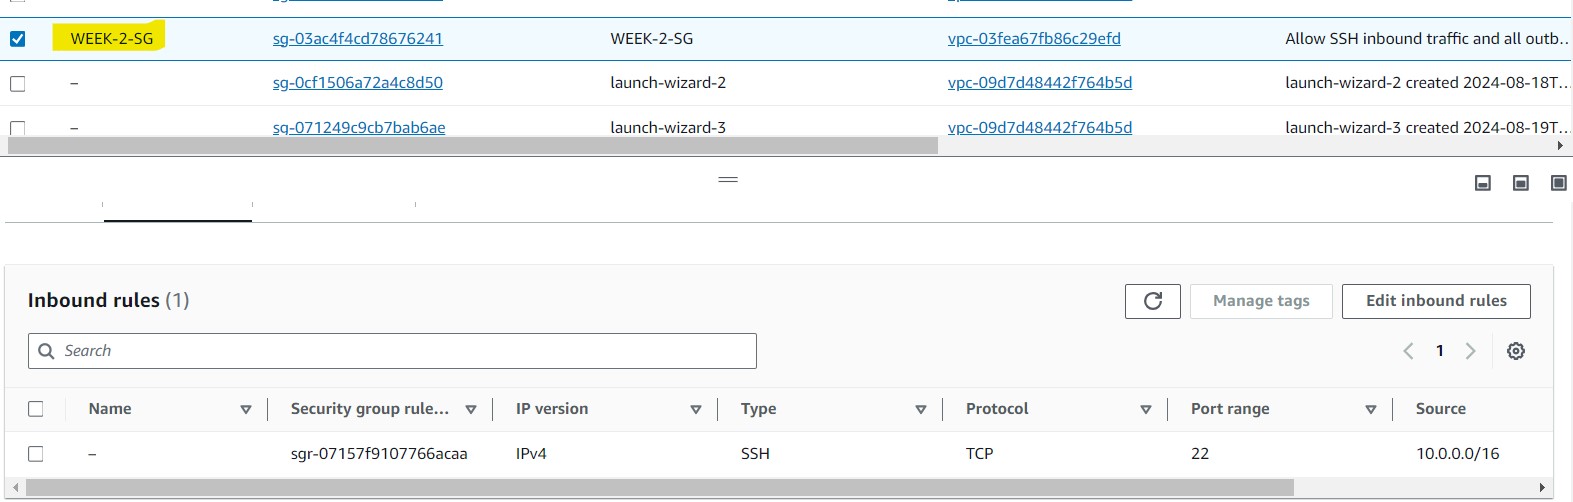 WEEK-2-SG sg-03ac4f4cd78676241 WEEK-2-SG vpc-03fea67fb86c29efd Allow SSH inbound traffic and all outb...
– sg-0cf1506a72a4c8d50 launch-wizard-2 vpc-09d7d48442f764b5d launch-wizard-2 created 2024-08-18T...
– sg-071249c9cb7bab6ae launch-wizard-3 vpc-09d7d48442f764b5d launch-wizard-3 created 2024-08-19T...
Inbound rules (1) Manage tags Edit inbound rules
Search 1
Name Security group rule... IP version Type Protocol Port range Source
– sgr-07157f9107766acaa IPv4 SSH TCP 22 10.0.0.0/16